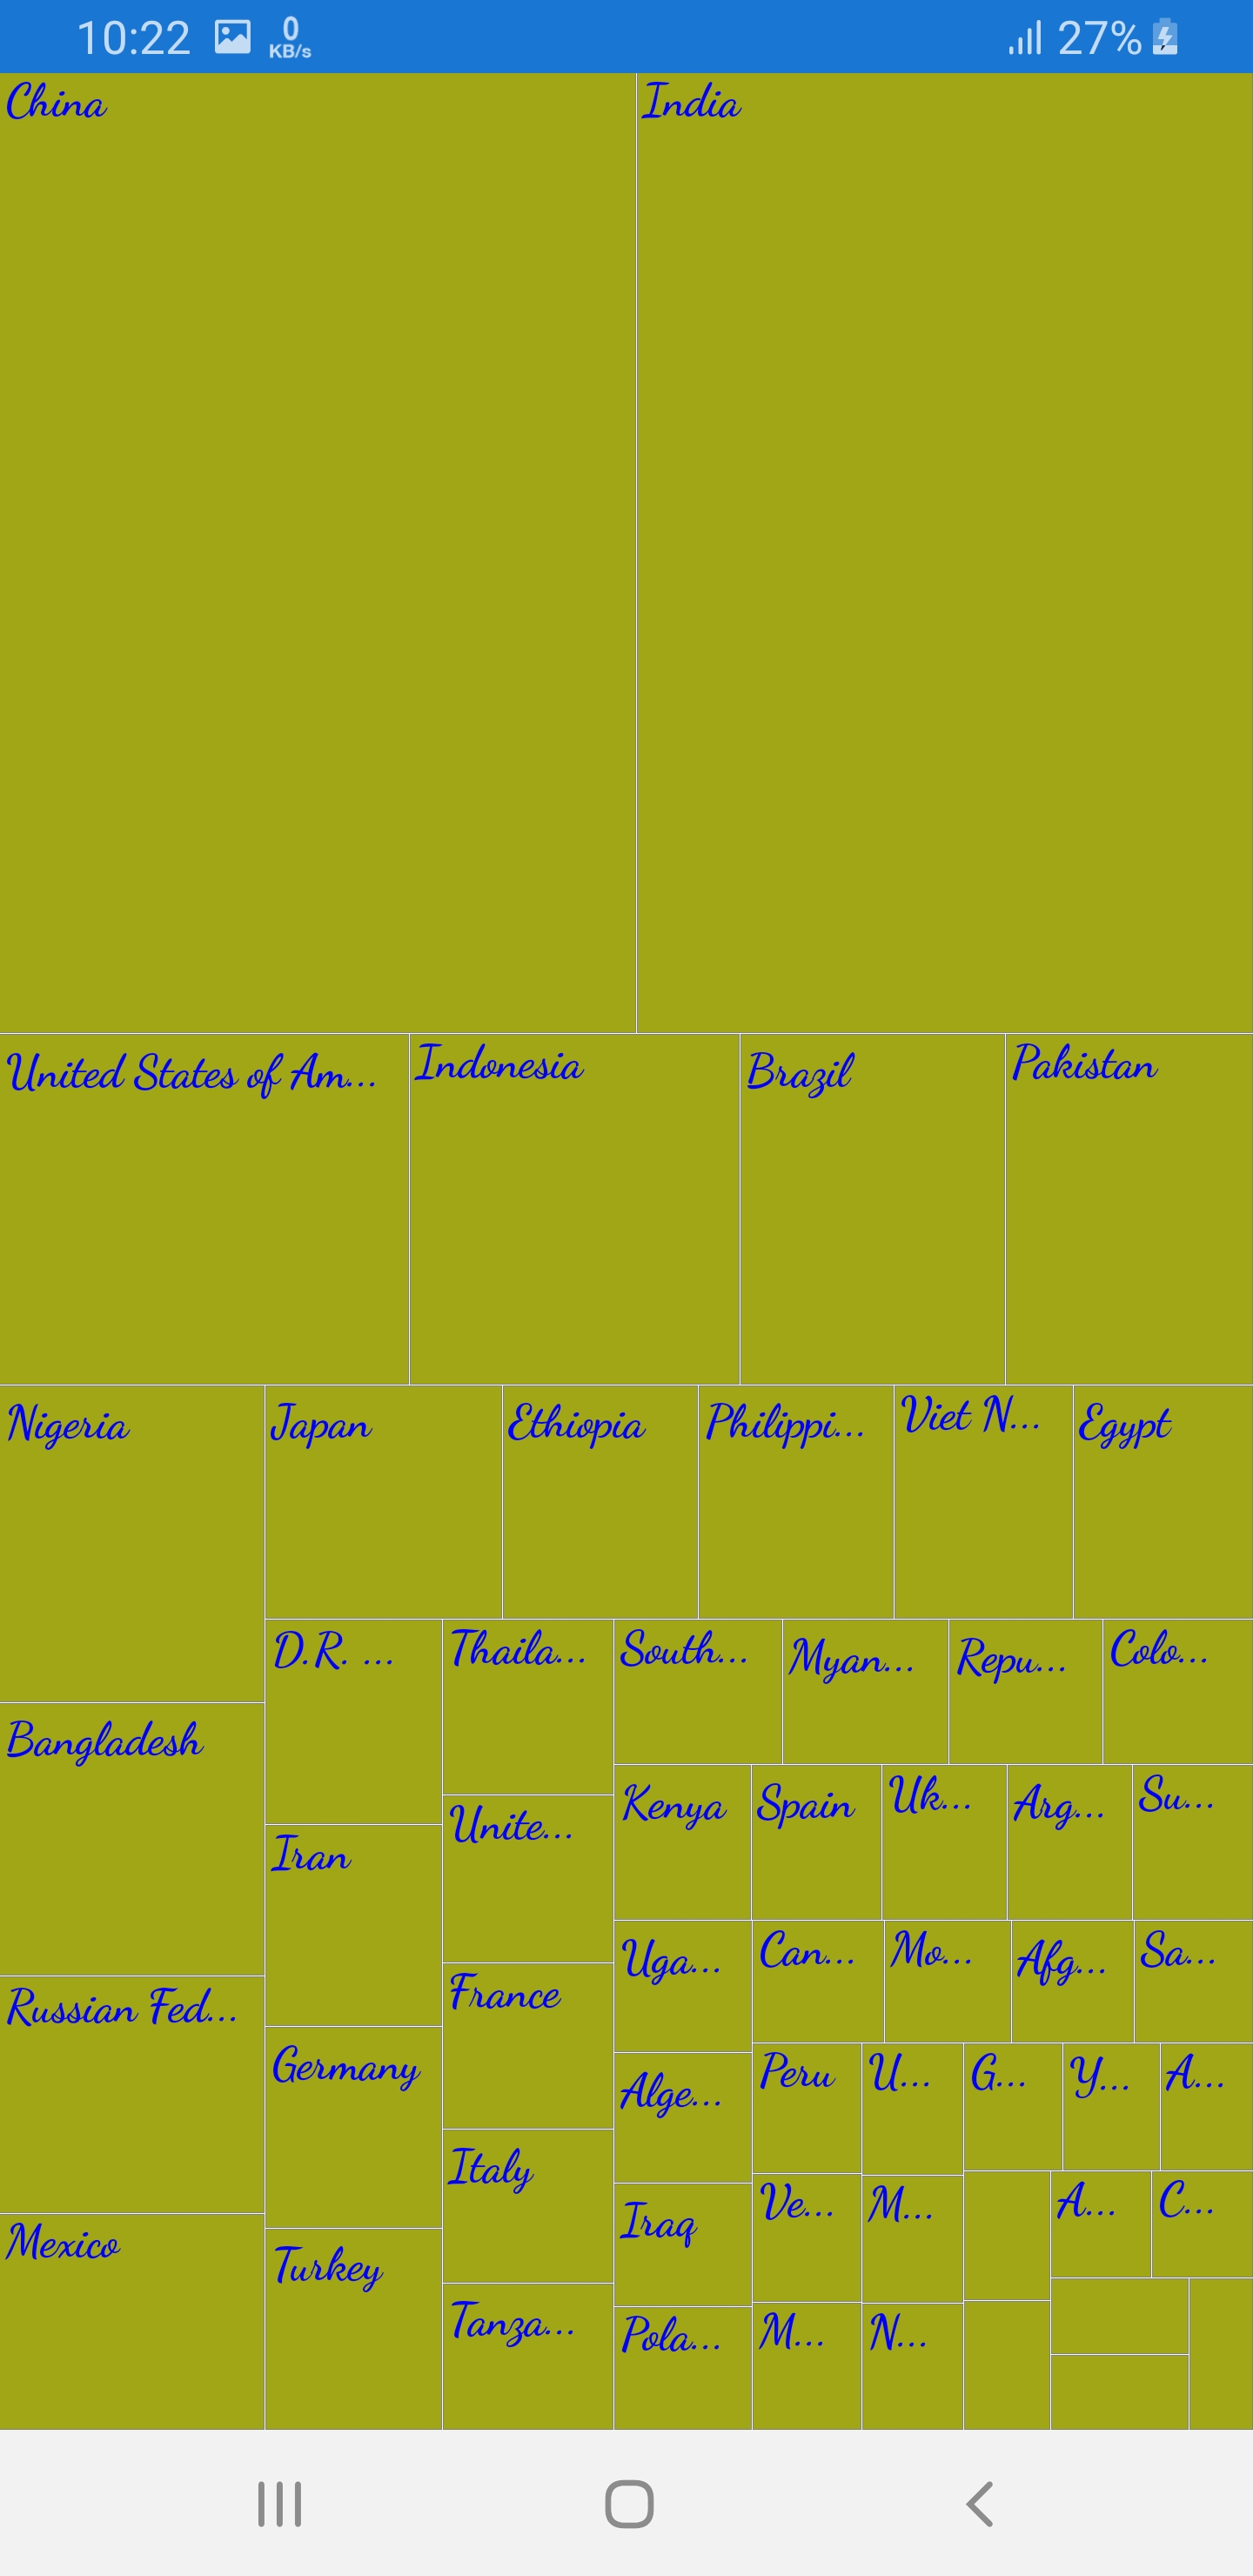 10:22 0 KB/s 27%
China India
United States of Am... Indonesia Brazil Pakistan
Nigeria Japan Ethiopia Philippi... Viet N... Egypt
D.R. ... Thaila... South... Myan... Repu... Colo...
Bangladesh
Kenya Spain Uk... Arg... Su...
Unite...
Iran
Uga... Can... Mo... Afg... Sa...
Russian Fed... France
Germany Alge... Peru U... G... Y... A...
Italy Ve... M... A... C...
Iraq
Mexico
Turkey
Tanza... Pola... M... N...